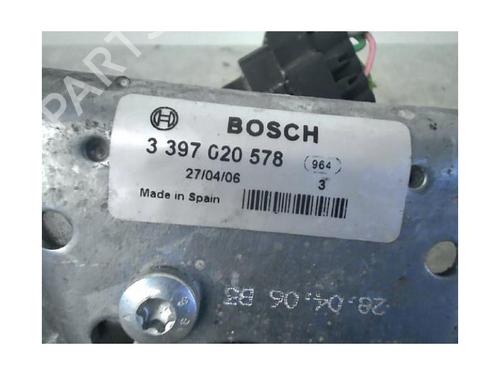 BOSCH
3 397 020 578
964
27/04/06
3
Made in Spain
28.04.06 B3